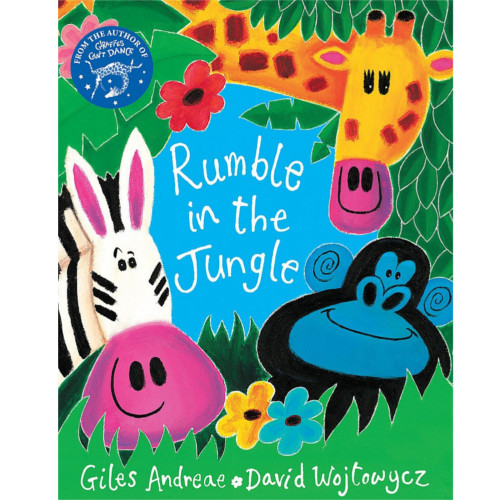 FROM THE AUTHOR OF
GIRAFFES
CAN'T DANCE
Rumble
in the
Jungle
Giles Andreae David Wojtowycz